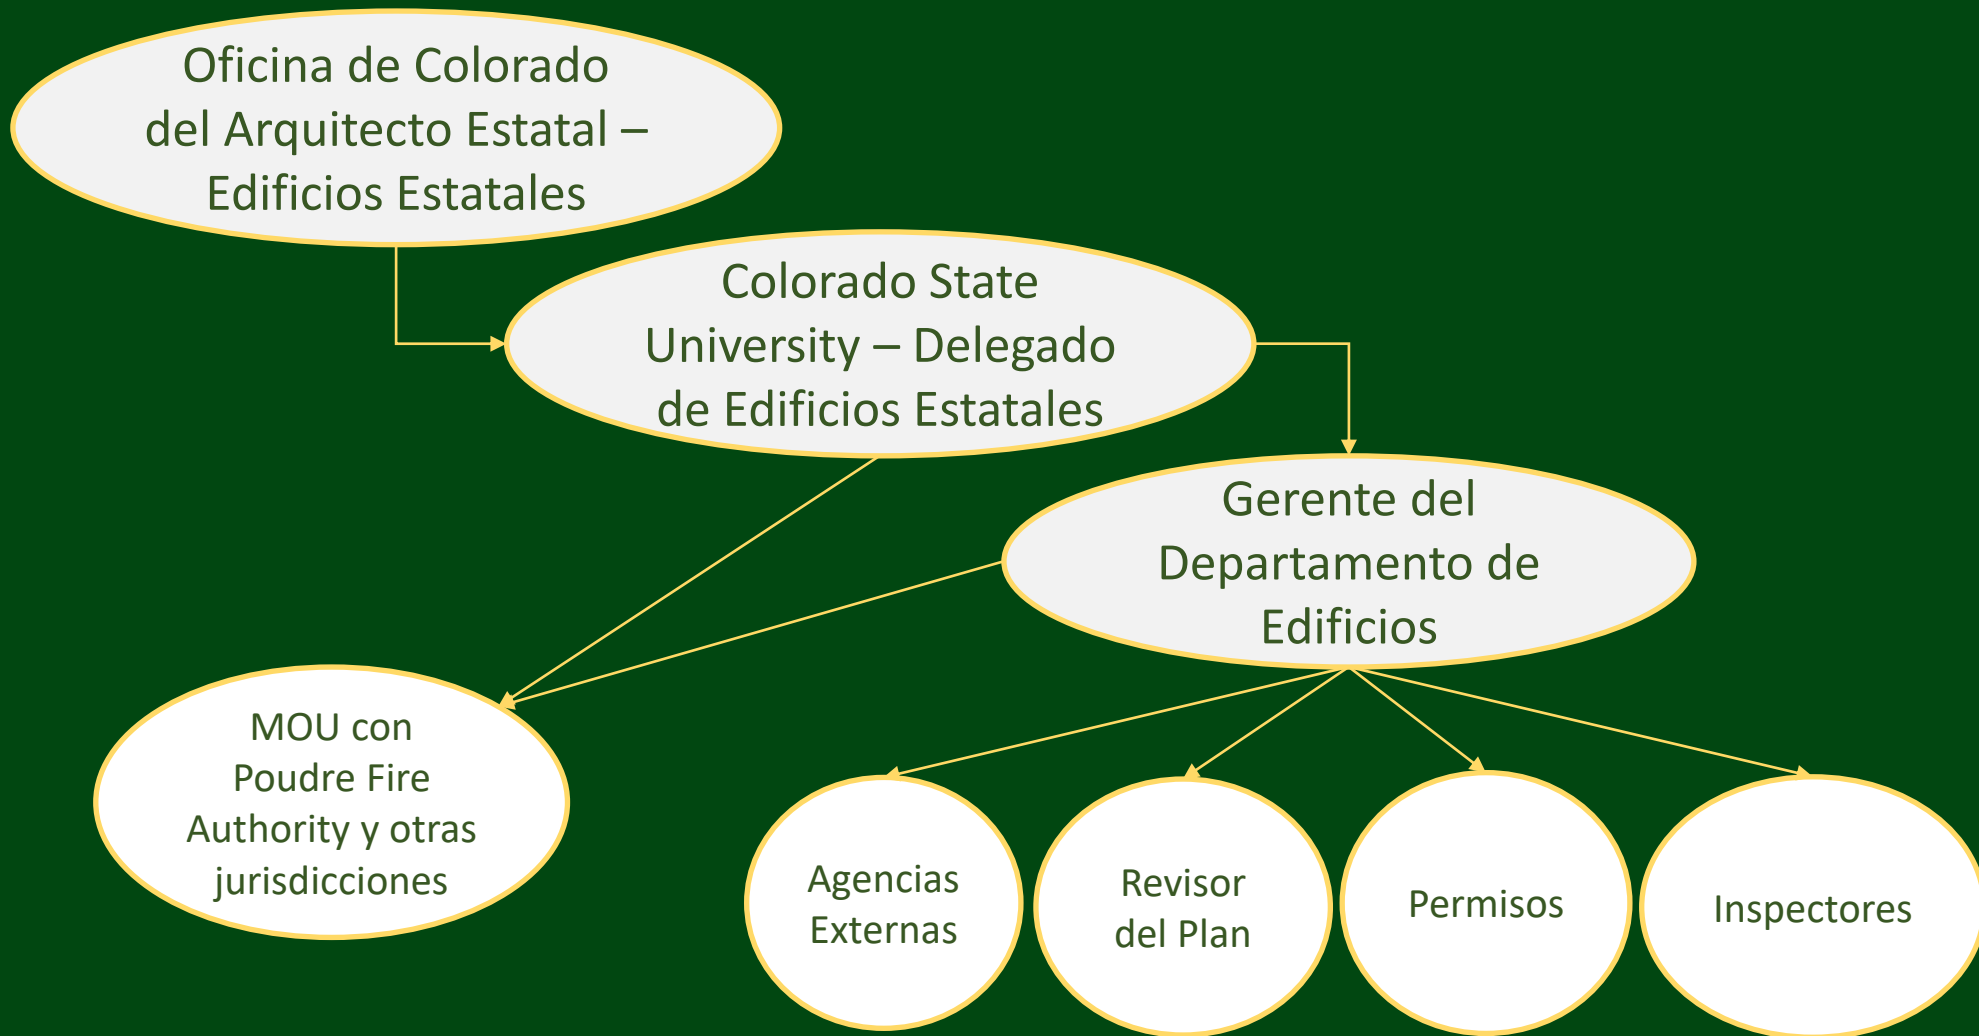 Oficina de Colorado
del Arquitecto Estatal –
Edificios Estatales
Colorado State
University – Delegado
de Edificios Estatales
Gerente del
Departamento de
Edificios
MOU con
Poudre Fire
Authority y otras
jurisdicciones
Agencias
Externas
Revisor
del Plan
Permisos
Inspectores